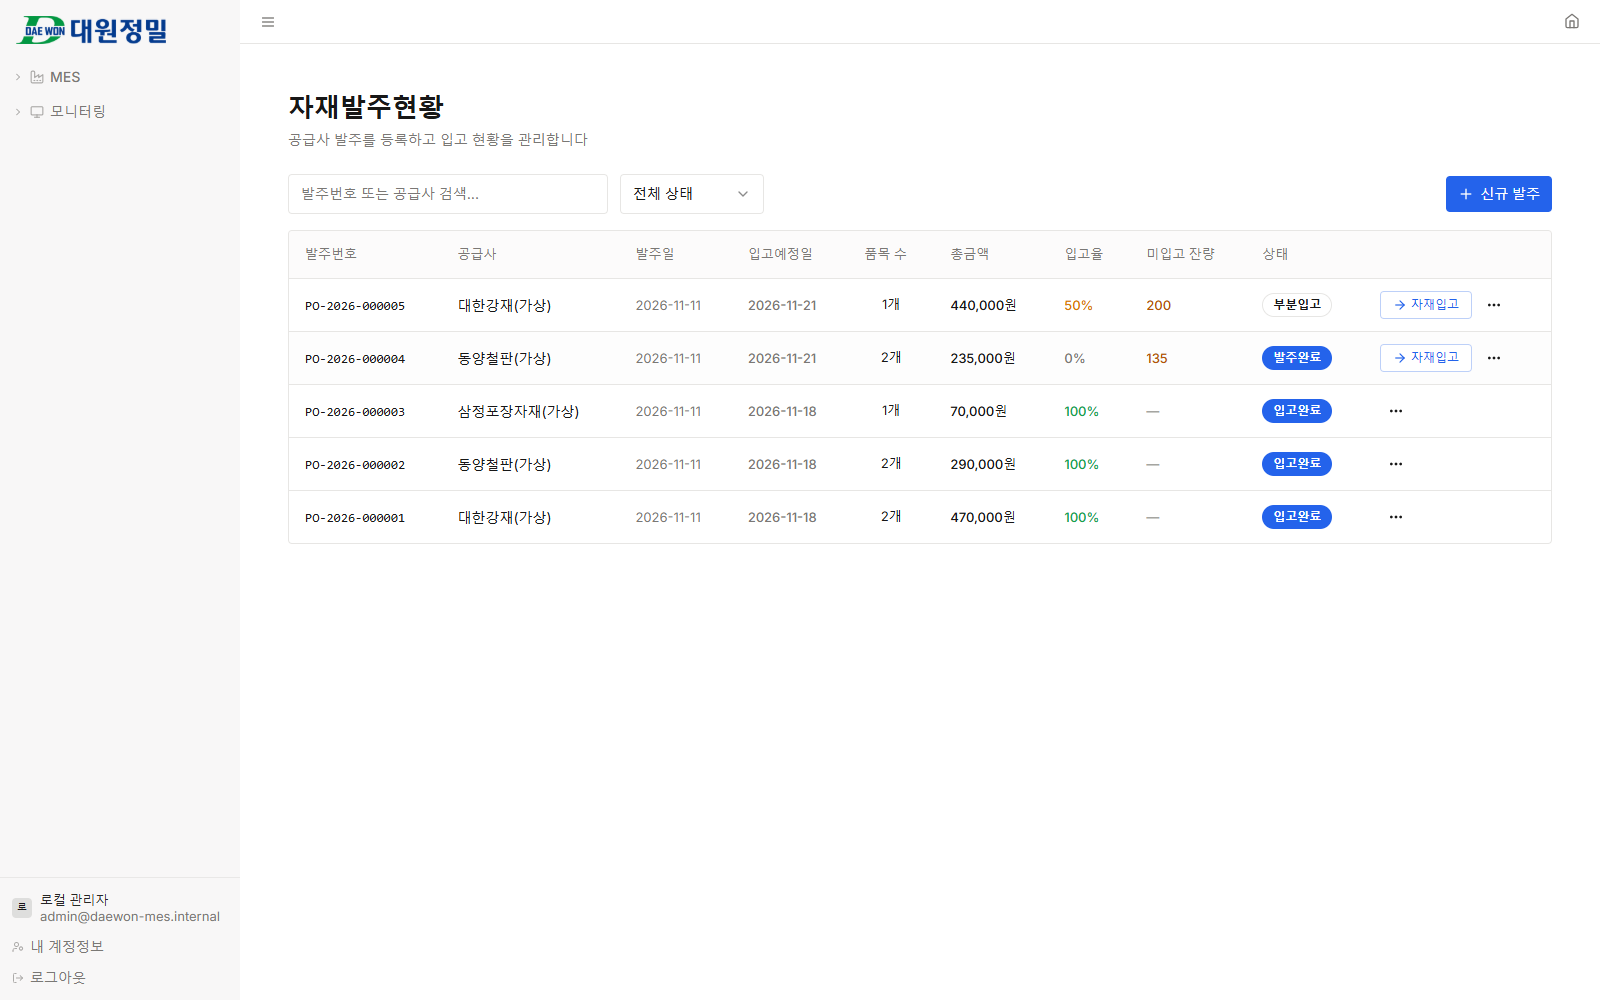 DAE WON 대원정밀
MES
모니터링
자재발주현황
공급사 발주를 등록하고 입고 현황을 관리합니다
발주번호 또는 공급사 검색... 전체 상태 + 신규 발주
발주번호 공급사 발주일 입고예정일 품목 수 총금액 입고율 미입고 잔량 상태
PO-2026-000005 대한강재(가상) 2026-11-11 2026-11-21 1개 440,000원 50% 200 부분입고 → 자재입고 ...
PO-2026-000004 동양철판(가상) 2026-11-11 2026-11-21 2개 235,000원 0% 135 발주완료 → 자재입고 ...
PO-2026-000003 삼정포장자재(가상) 2026-11-11 2026-11-18 1개 70,000원 100% — 입고완료 ...
PO-2026-000002 동양철판(가상) 2026-11-11 2026-11-18 2개 290,000원 100% — 입고완료 ...
PO-2026-000001 대한강재(가상) 2026-11-11 2026-11-18 2개 470,000원 100% — 입고완료 ...
로 로컬 관리자
admin@daewon-mes.internal
내 계정정보
로그아웃